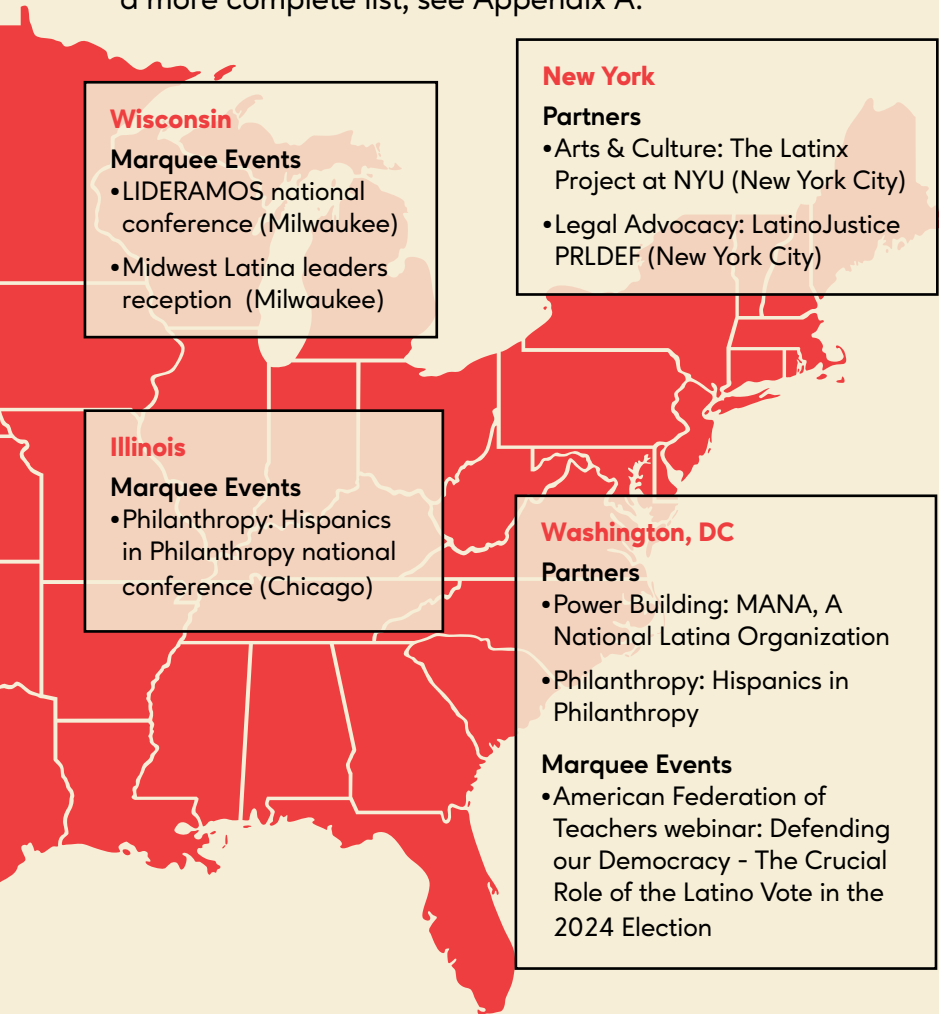 a more complete list, see Appendix A.
Wisconsin
Marquee Events
•LIDERAMOS national
conference (Milwaukee)
•Midwest Latina leaders
reception  (Milwaukee)
New York
Partners
•Arts & Culture: The Latinx
Project at NYU (New York City)
•Legal Advocacy: LatinoJustice
PRLDEF (New York City)
Illinois
Marquee Events
•Philanthropy: Hispanics
in Philanthropy national
conference (Chicago)
Washington, DC
Partners
•Power Building: MANA, A
National Latina Organization
•Philanthropy: Hispanics in
Philanthropy
Marquee Events
•American Federation of
Teachers webinar: Defending
our Democracy - The Crucial
Role of the Latino Vote in the
2024 Election